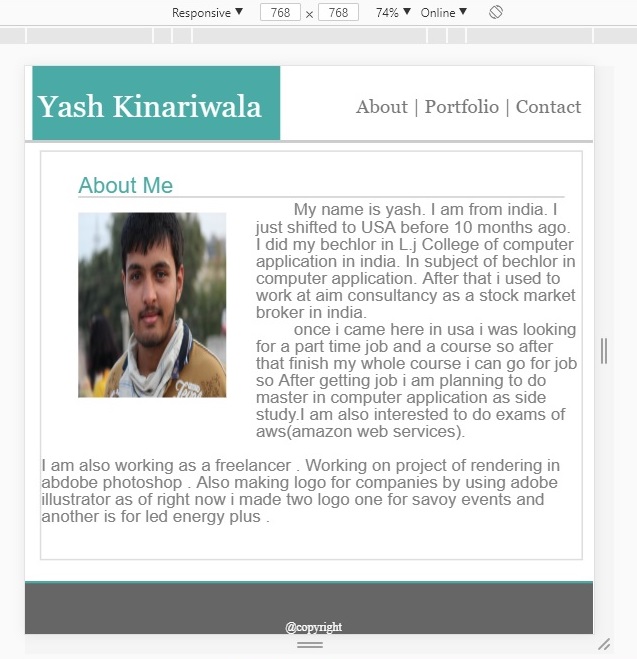 Responsive ▼ 768 x 768 74% ▼ Online ▼
Yash Kinariwala
About | Portfolio | Contact
About Me
My name is yash. I am from india. I
just shifted to USA before 10 months ago.
I did my bechlor in L.j College of computer
application in india. In subject of bechlor in
computer application. After that i used to
work at aim consultancy as a stock market
broker in india.
once i came here in usa i was looking
for a part time job and a course so after
that finish my whole course i can go for job
so After getting job i am planning to do
master in computer application as side
study.I am also interested to do exams of
aws(amazon web services).
I am also working as a freelancer . Working on project of rendering in
abdobe photoshop . Also making logo for companies by using adobe
illustrator as of right now i made two logo one for savoy events and
another is for led energy plus .
@copyright